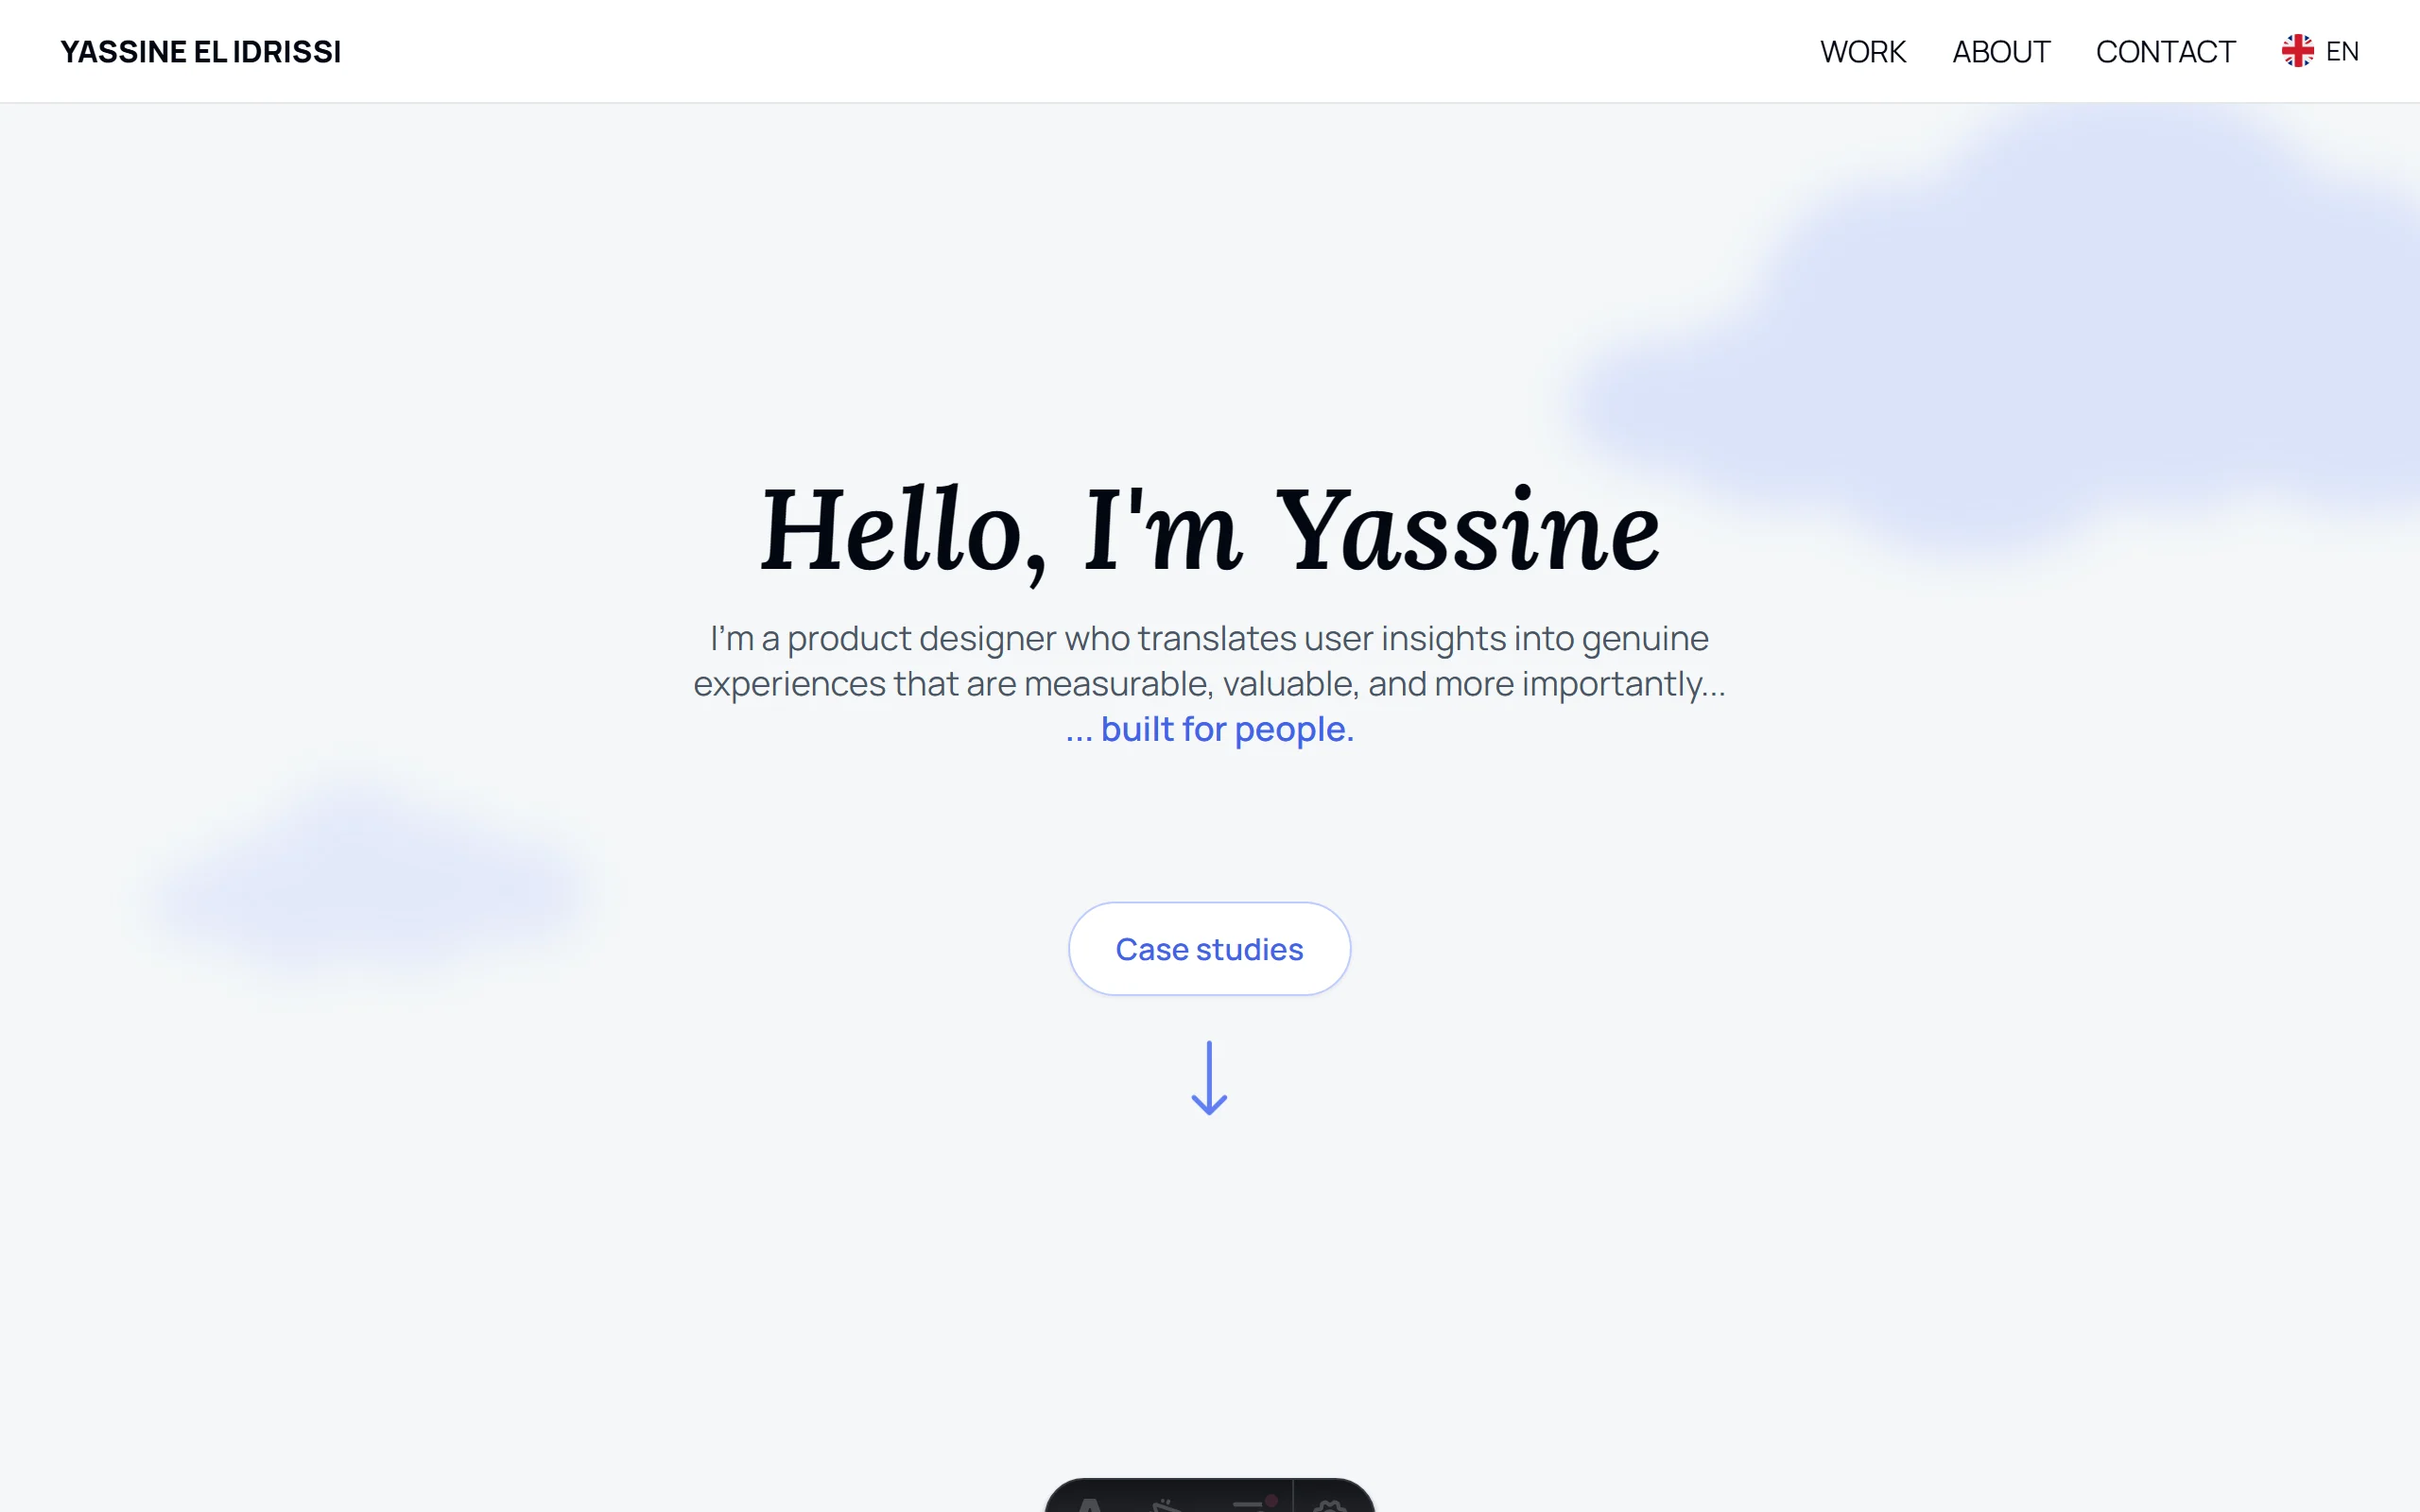 YASSINE EL IDRISSI
WORK ABOUT CONTACT EN
Hello, I'm Yassine
I’m a product designer who translates user insights into genuine
experiences that are measurable, valuable, and more importantly...
... built for people.
Case studies